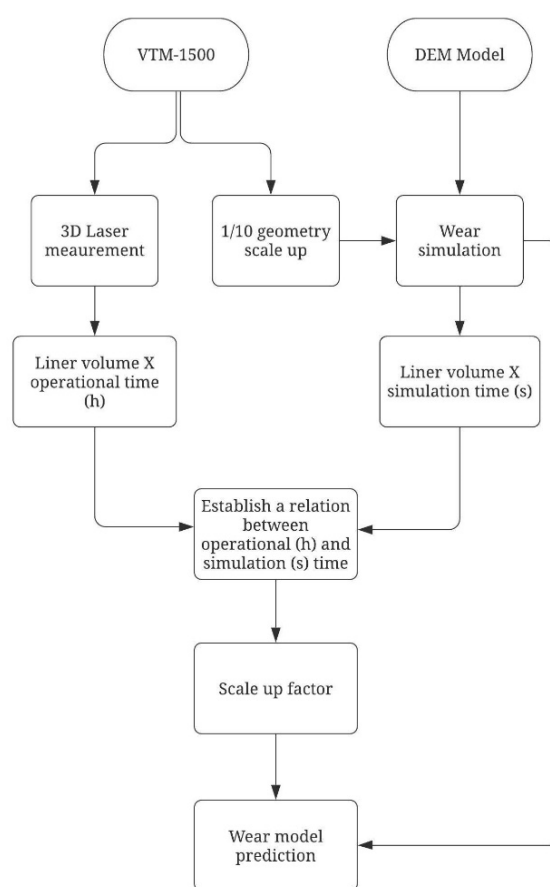 VTM-1500
DEM Model
3D Laser
meaurement
1/10 geometry
scale up
Wear
simulation
Liner volume X
operational time
(h)
Liner volume X
simulation time (s)
Establish a relation
between
operational (h) and
simulation (s) time
Scale up factor
Wear model
prediction